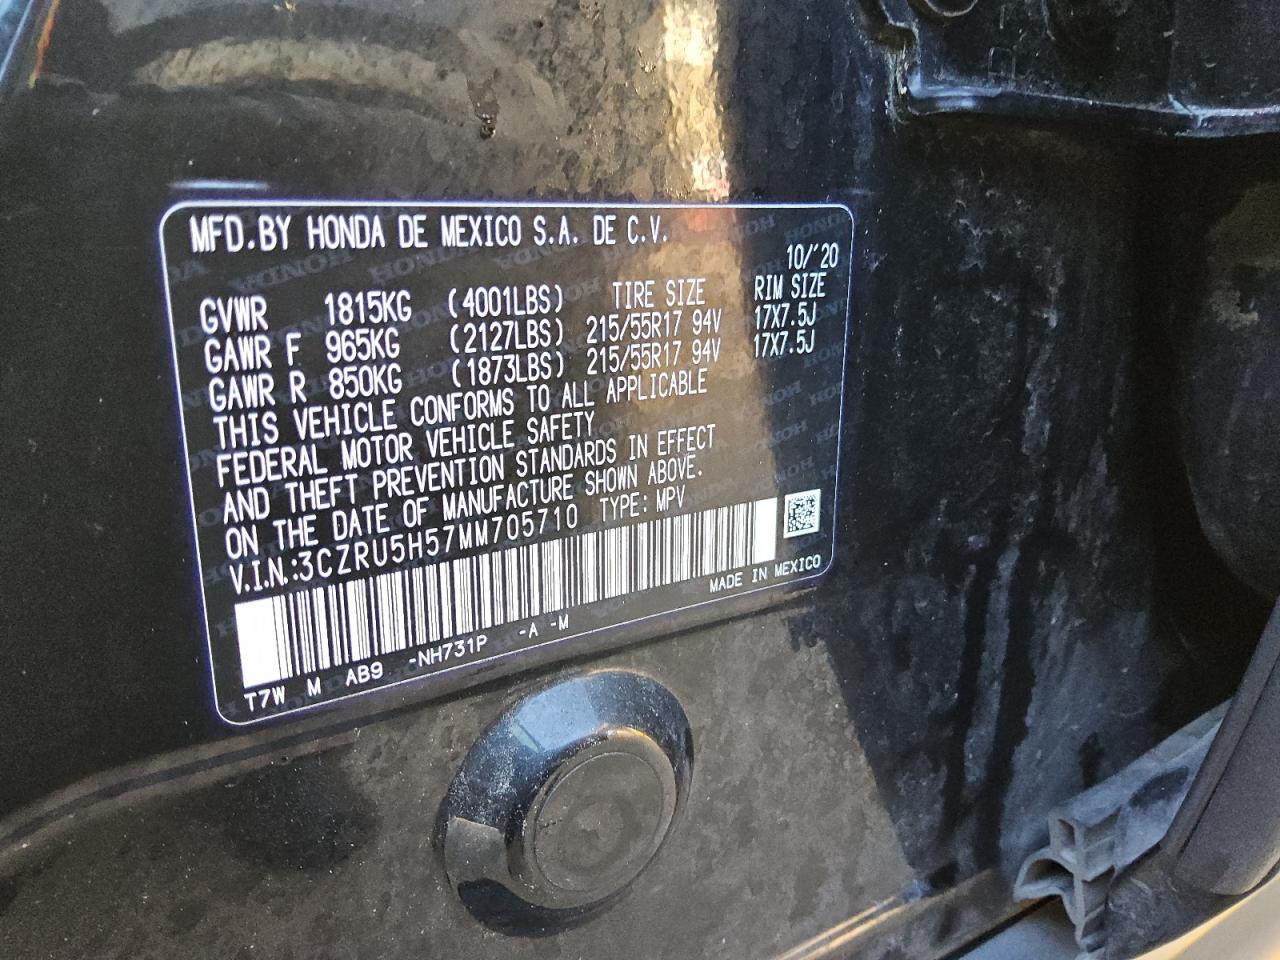 MFD.BY HONDA DE MEXICO S.A. DE C.V.
10/'20
GVWR 1815KG (4001LBS) TIRE SIZE RIM SIZE
GAWR F 965KG (2127LBS) 215/55R17 94V 17X7.5J
GAWR R 850KG (1873LBS) 215/55R17 94V 17X7.5J
THIS VEHICLE CONFORMS TO ALL APPLICABLE
FEDERAL MOTOR VEHICLE SAFETY
AND THEFT PREVENTION STANDARDS IN EFFECT
ON THE DATE OF MANUFACTURE SHOWN ABOVE.
V.I.N.:3CZRU5H57MM705710 TYPE: MPV
MADE IN MEXICO
T7W M AB9 -NH731P -A -M